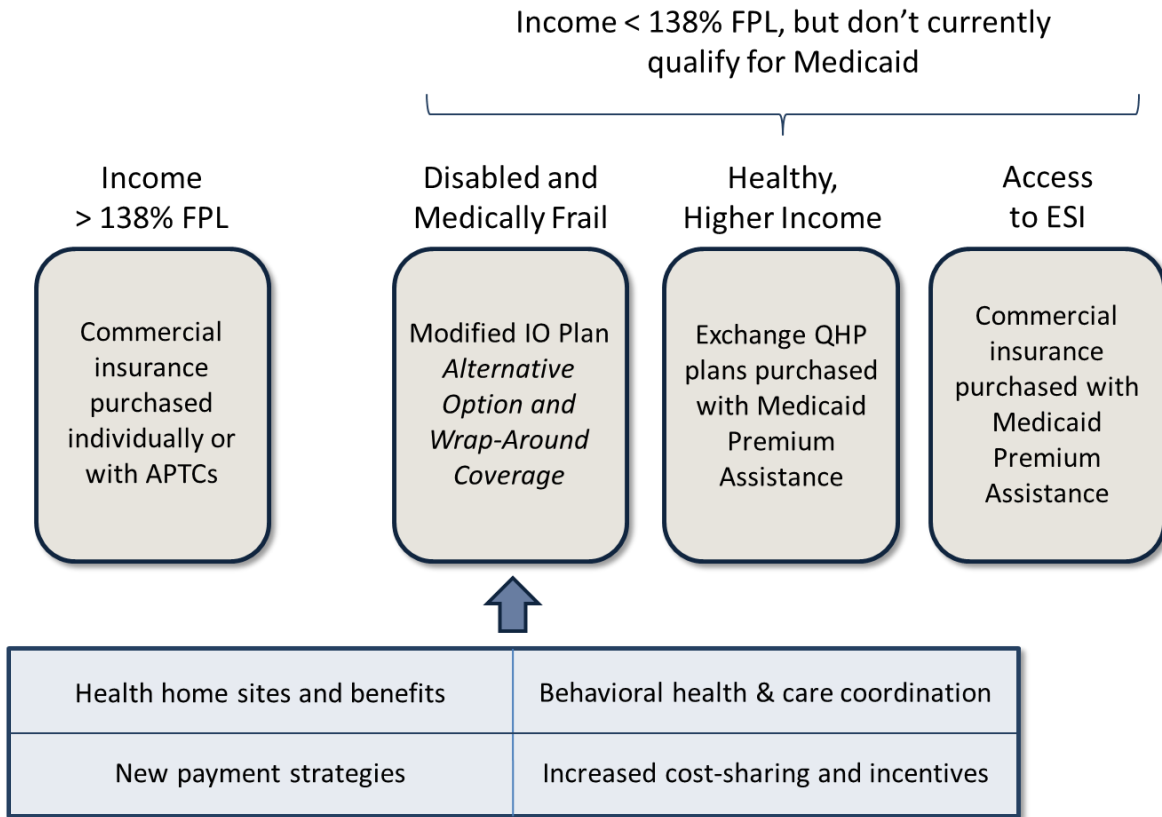 Income < 138% FPL, but don’t currently
qualify for Medicaid
Income
> 138% FPL
Disabled and
Medically Frail
Healthy,
Higher Income
Access
to ESI
Commercial
insurance
purchased
individually or
with APTCs
Modified IO Plan
Alternative
Option and
Wrap-Around
Coverage
Exchange QHP
plans purchased
with Medicaid
Premium
Assistance
Commercial
insurance
purchased with
Medicaid
Premium
Assistance
Health home sites and benefits
Behavioral health & care coordination
New payment strategies
Increased cost-sharing and incentives